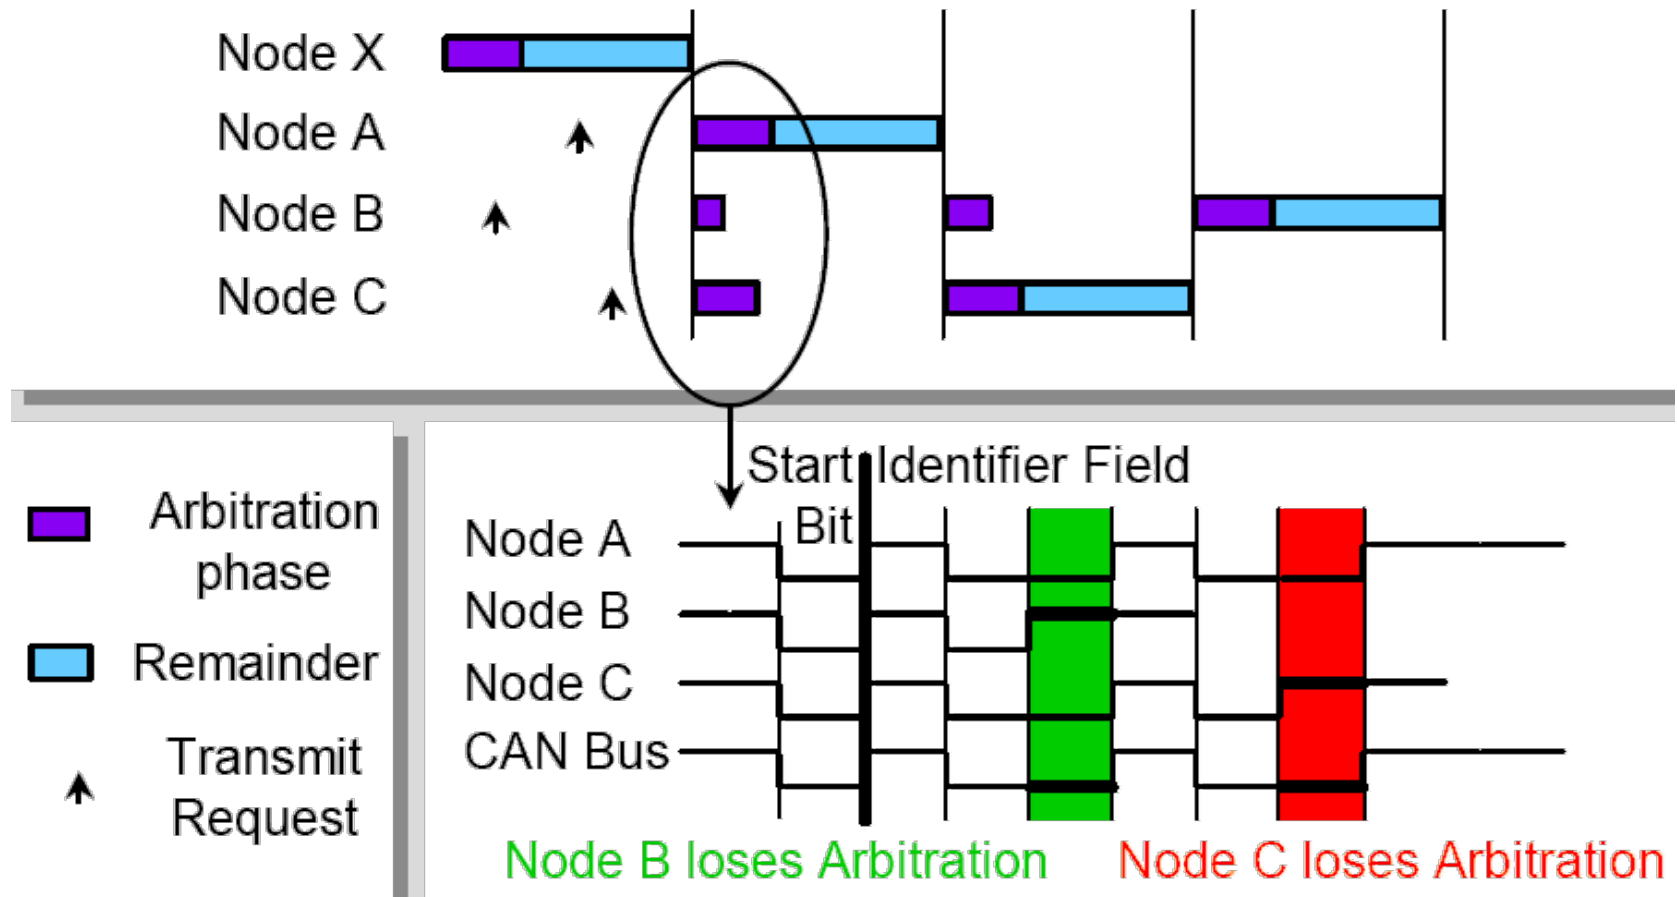 Node X
Node A
Node B
Node C
Arbitration
phase
Remainder
Transmit
Request
Start Identifier Field
Bit
Node A
Node B
Node C
CAN Bus
Node B loses Arbitration
Node C loses Arbitration